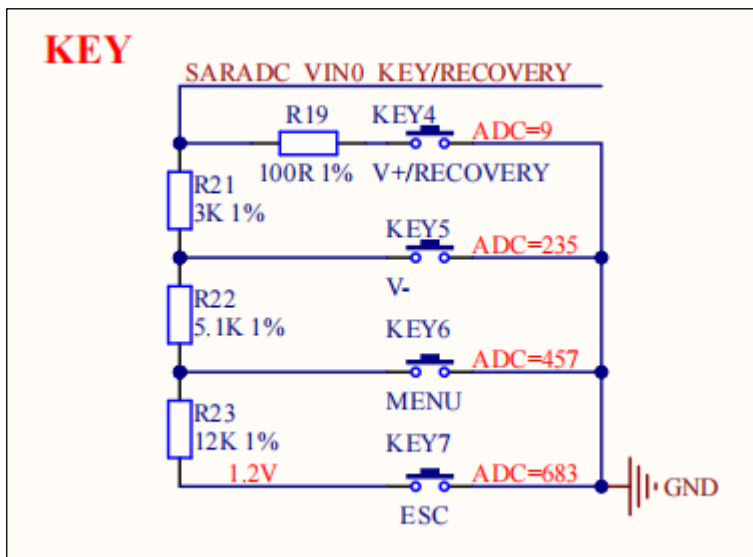 KEY
SARADC_VIN0_KEY/RECOVERY
R19
100R 1%
KEY4
V+/RECOVERY
ADC=9
R21
3K 1%
KEY5
V-
ADC=235
R22
5.1K 1%
KEY6
MENU
ADC=457
R23
12K 1%
1.2V
KEY7
ESC
ADC=683
GND